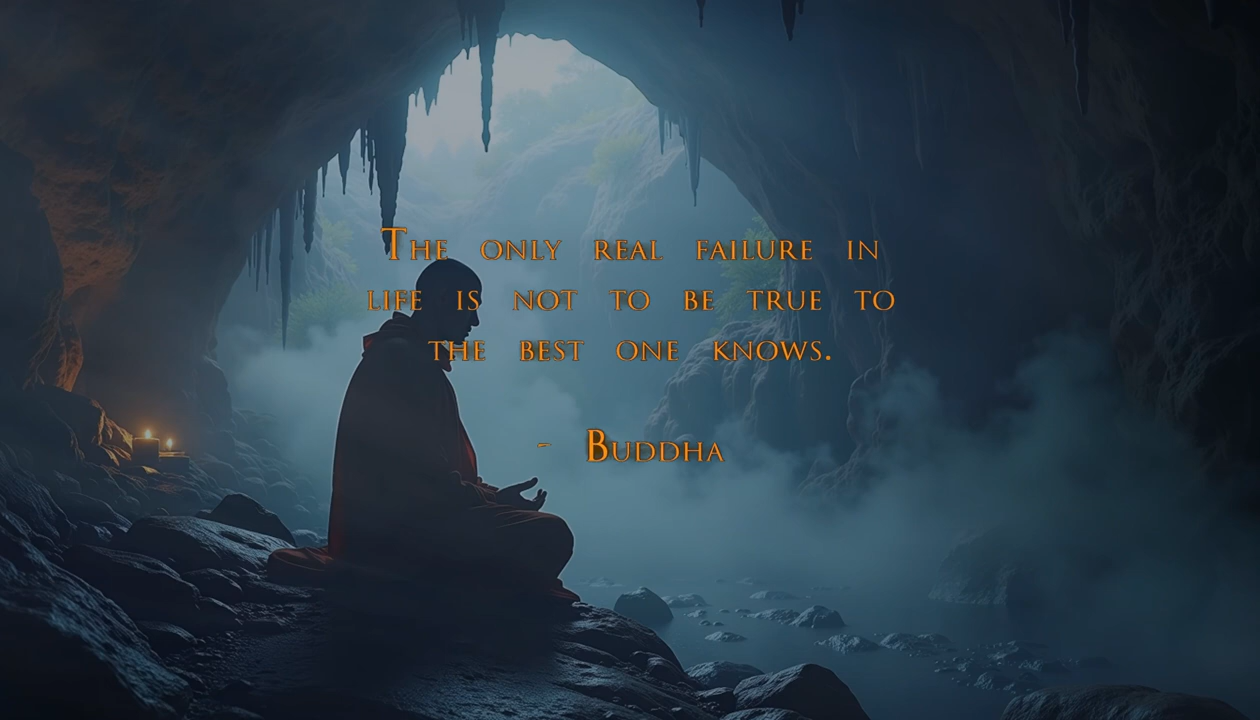 The only real failure in
life is not to be true to
the best one knows.
- Buddha